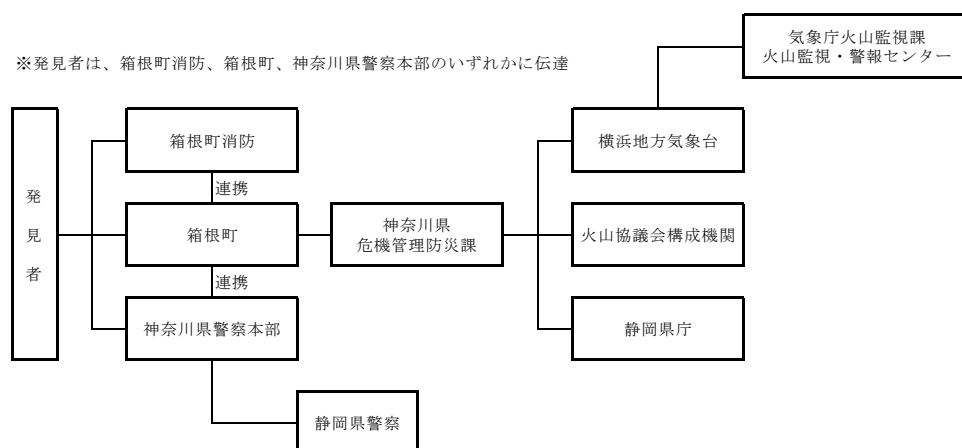 気象庁火山監視課
火山監視・警報センター
※発見者は、箱根町消防、箱根町、神奈川県警察本部のいずれかに伝達
発見者
箱根町消防
連携
箱根町
連携
神奈川県警察本部
静岡県警察
神奈川県
危機管理防災課
横浜地方気象台
火山協議会構成機関
静岡県庁